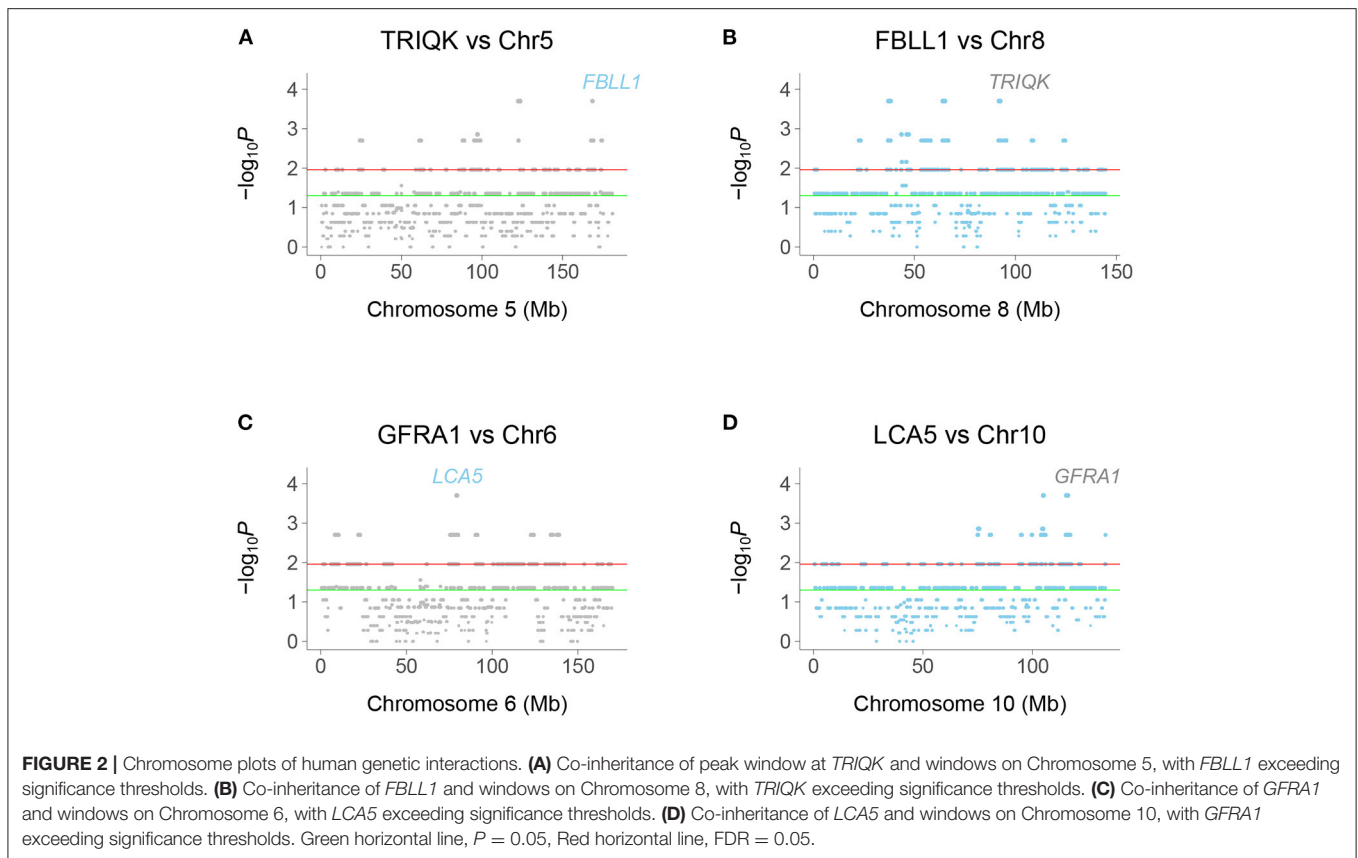 A
TRIQK vs Chr5
FBLL1
4
3
2
1
0
−log10P
0 50 100 150
Chromosome 5 (Mb)
B
FBLL1 vs Chr8
TRIQK
4
3
2
1
0
−log10P
0 50 100 150
Chromosome 8 (Mb)
C
GFRA1 vs Chr6
LCA5
4
3
2
1
0
−log10P
0 50 100 150
Chromosome 6 (Mb)
D
LCA5 vs Chr10
GFRA1
4
3
2
1
0
−log10P
0 50 100
Chromosome 10 (Mb)
FIGURE 2 | Chromosome plots of human genetic interactions. (A) Co-inheritance of peak window at TRIQK and windows on Chromosome 5, with FBLL1 exceeding
significance thresholds. (B) Co-inheritance of FBLL1 and windows on Chromosome 8, with TRIQK exceeding significance thresholds. (C) Co-inheritance of GFRA1
and windows on Chromosome 6, with LCA5 exceeding significance thresholds. (D) Co-inheritance of LCA5 and windows on Chromosome 10, with GFRA1
exceeding significance thresholds. Green horizontal line, P = 0.05, Red horizontal line, FDR = 0.05.